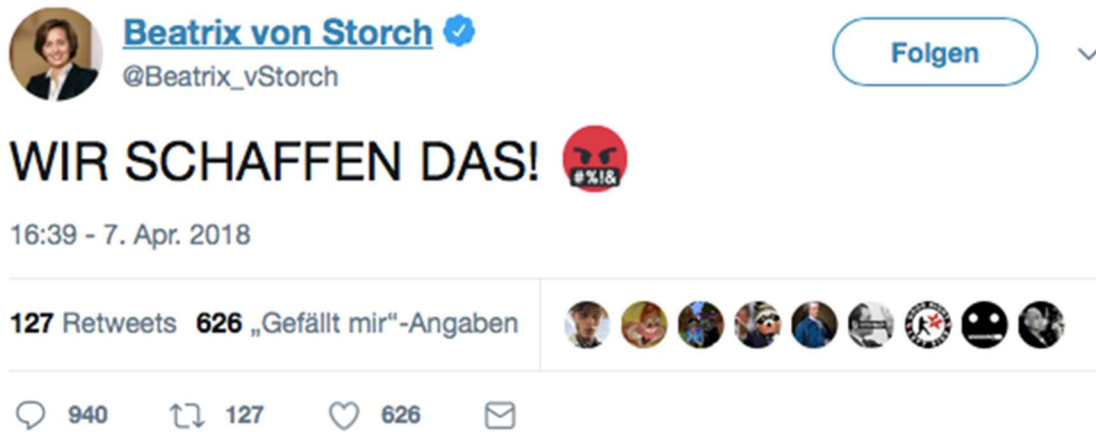 Beatrix von Storch
@Beatrix_vStorch
Folgen
WIR SCHAFFEN DAS!
#%!&
16:39 - 7. Apr. 2018
127 Retweets 626 „Gefällt mir“-Angaben
940 127 626